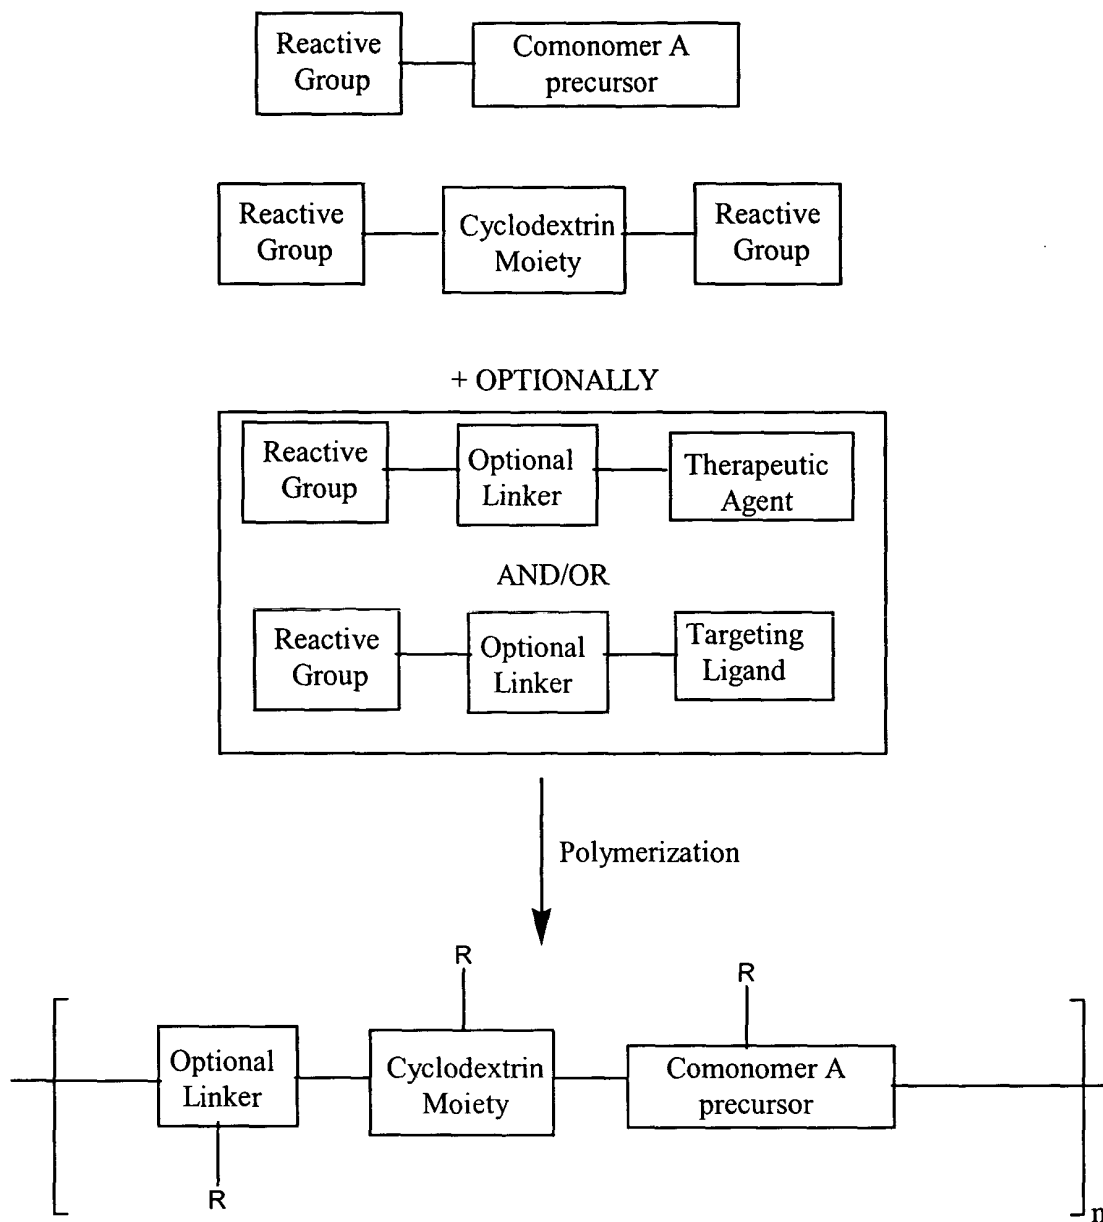 Reactive
Group
Comonomer A
precursor
Reactive
Group
Cyclodextrin
Moiety
Reactive
Group
+ OPTIONALLY
Reactive
Group
Optional
Linker
Therapeutic
Agent
AND/OR
Reactive
Group
Optional
Linker
Targeting
Ligand
Polymerization
R
R
Optional
Linker
Cyclodextrin
Moiety
Comonomer A
precursor
R
n